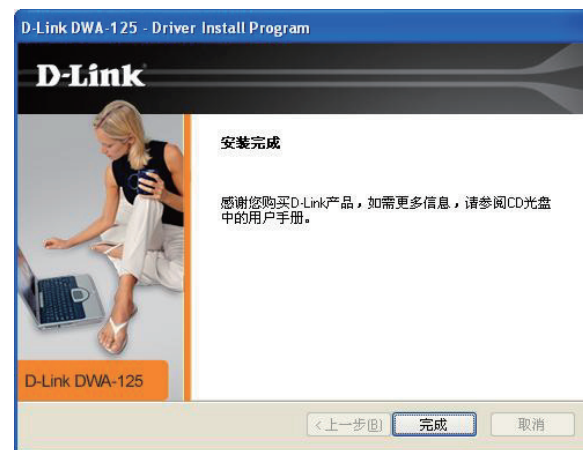 D-Link DWA-125 - Driver Install Program
D-Link
安装完成
感谢您购买D-Link产品，如需更多信息，请参阅CD光盘
中的用户手册。
D-Link DWA-125
<上一步(B)
完成
取消